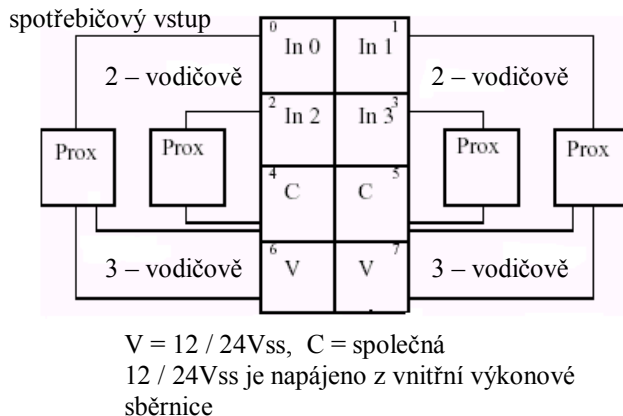 spotřebičový vstup
0 1
In 0 In 1
2 – vodičově 2 – vodičově
2 3
In 2 In 3
Prox Prox Prox Prox
4 5
C C
6 7
3 – vodičově V V 3 – vodičově
V = 12 / 24Vss, C = společná
12 / 24Vss je napájeno z vnitřní výkonové
sběrnice